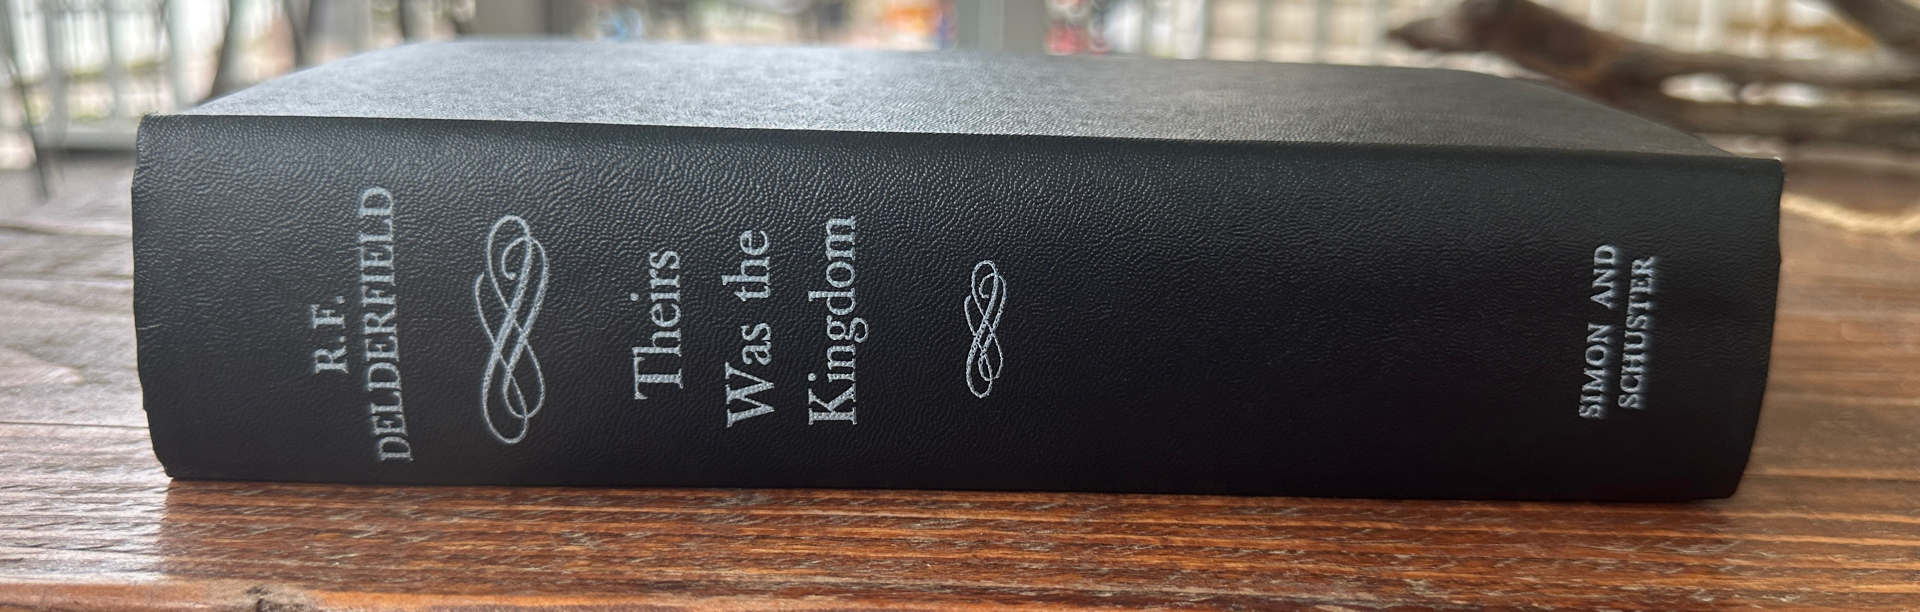 R.F.
DELDERFIELD
Theirs
Was the
Kingdom
SIMON AND
SCHUSTER